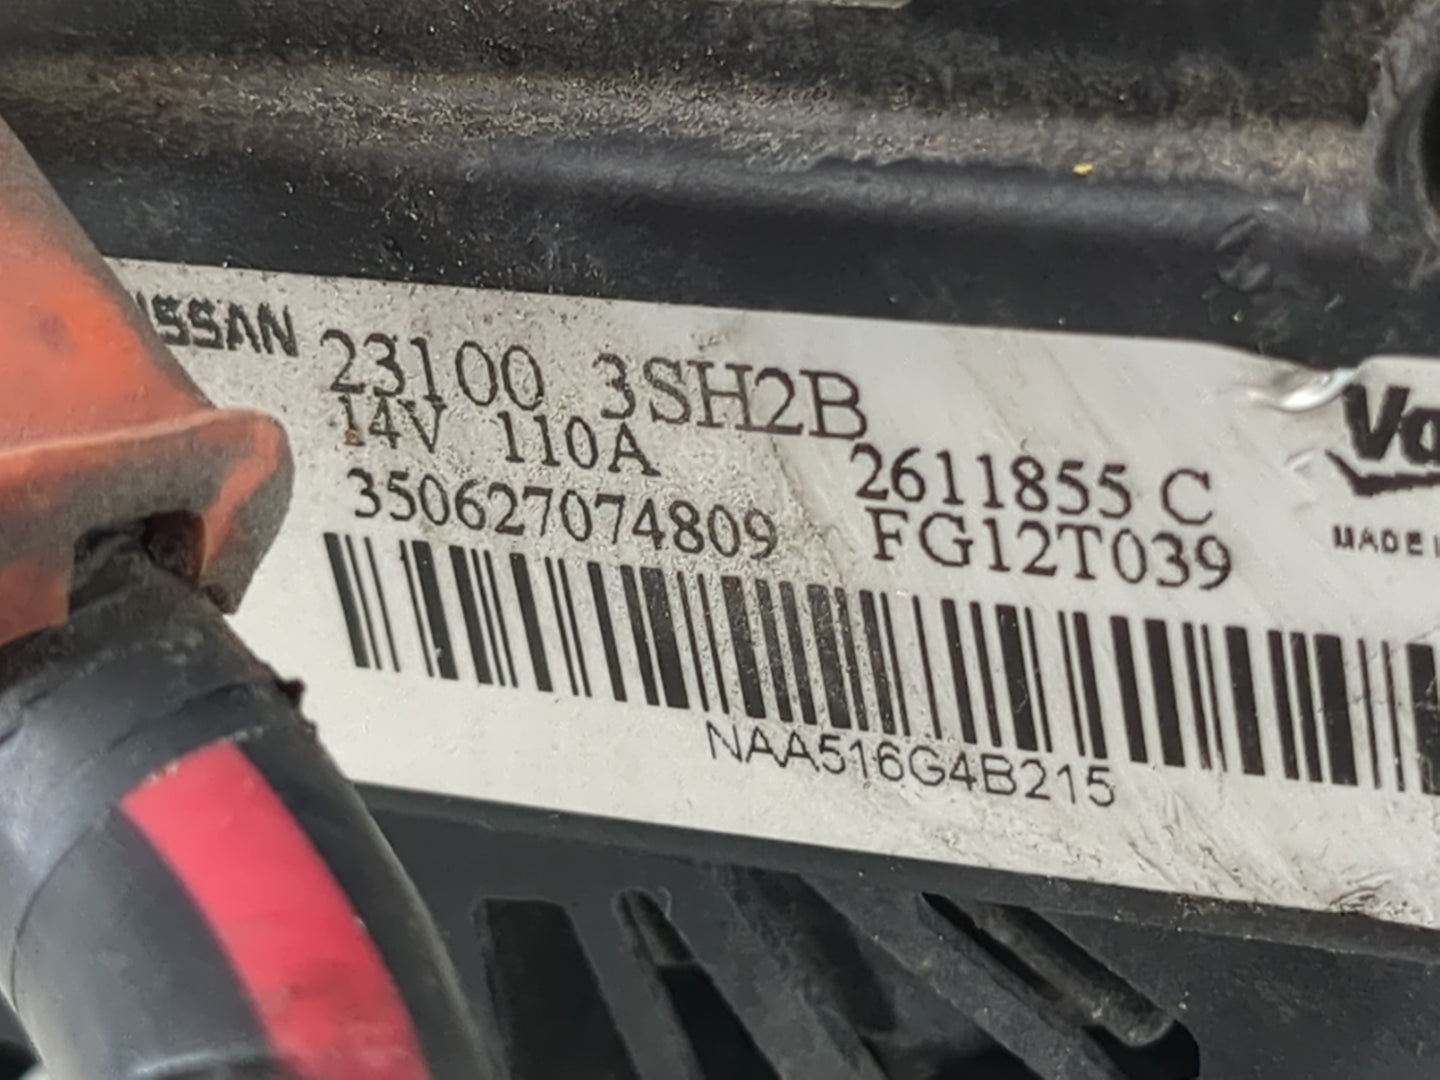 NISSAN 23100 3SH2B
14V 110A 2611855 C
350627074809 FG12T039
NAA516G4B215